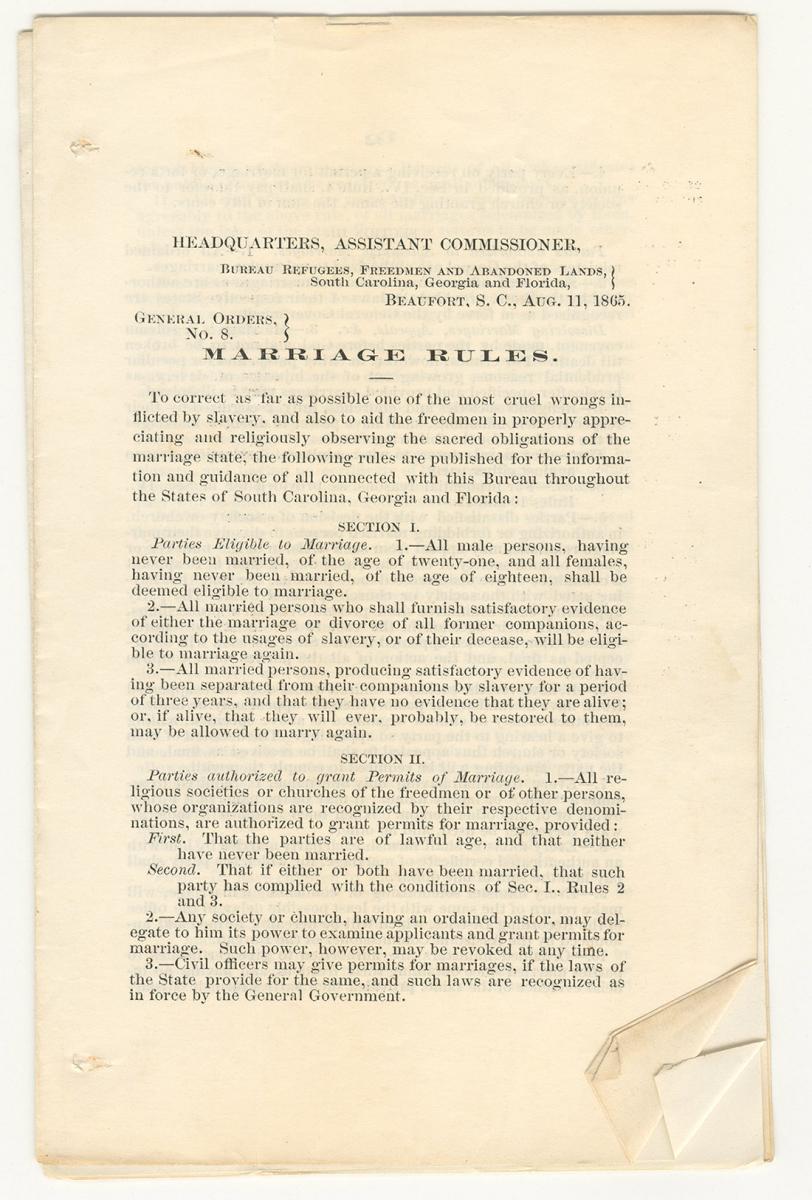 HEADQUARTERS, ASSISTANT COMMISSIONER,
BUREAU REFUGEES, FREEDMEN AND ABANDONED LANDS,
South Carolina, Georgia and Florida,
BEAUFORT, S. C., AUG. 11, 1865.
GENERAL ORDERS,
No. 8.
MARRIAGE RULES.
To correct as far as possible one of the most cruel wrongs in-
flicted by slavery, and also to aid the freedmen in properly appre-
ciating and religiously observing the sacred obligations of the
marriage state, the following rules are published for the informa-
tion and guidance of all connected with this Bureau throughout
the States of South Carolina, Georgia and Florida:
SECTION I.
Parties Eligible to Marriage. 1.—All male persons, having
never been married, of the age of twenty-one, and all females,
having never been married, of the age of eighteen, shall be
deemed eligible to marriage.
2.—All married persons who shall furnish satisfactory evidence
of either the marriage or divorce of all former companions, ac-
cording to the usages of slavery, or of their decease, will be eligi-
ble to marriage again.
3.—All married persons, producing satisfactory evidence of hav-
ing been separated from their companions by slavery for a period
of three years, and that they have no evidence that they are alive;
or, if alive, that they will ever, probably, be restored to them,
may be allowed to marry again.
SECTION II.
Parties authorized to grant Permits of Marriage. 1.—All re-
ligious societies or churches of the freedmen or of other persons,
whose organizations are recognized by their respective denomi-
nations, are authorized to grant permits for marriage, provided:
First. That the parties are of lawful age, and that neither
have never been married.
Second. That if either or both have been married, that such
party has complied with the conditions of Sec. I., Rules 2
and 3.
2.—Any society or church, having an ordained pastor, may del-
egate to him its power to examine applicants and grant permits for
marriage. Such power, however, may be revoked at any time.
3.—Civil officers may give permits for marriages, if the laws of
the State provide for the same, and such laws are recognized as
in force by the General Government.